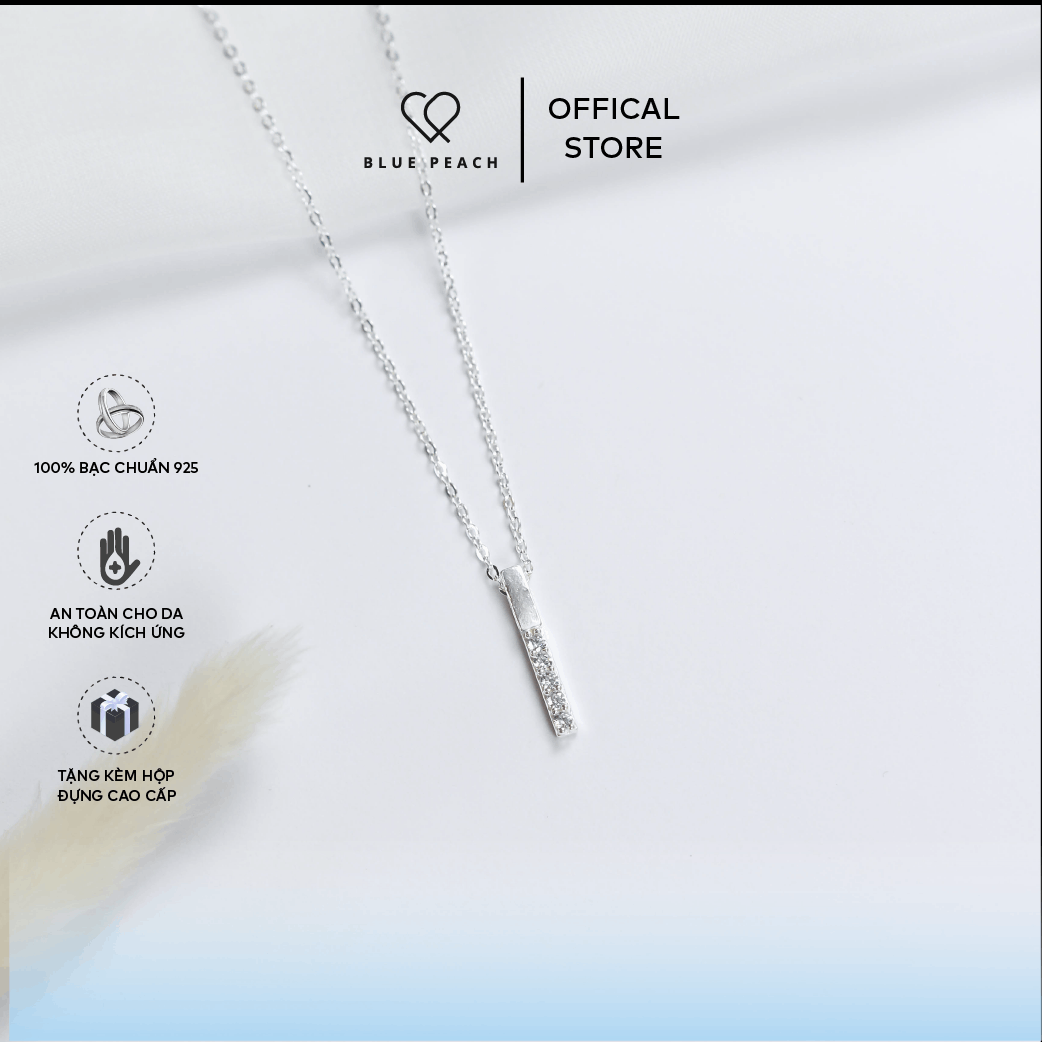 BLUE PEACH
OFFICAL
STORE
100% BẠC CHUẨN 925
AN TOÀN CHO DA
KHÔNG KÍCH ỨNG
TẶNG KÈM HỘP
ĐỰNG CAO CẤP